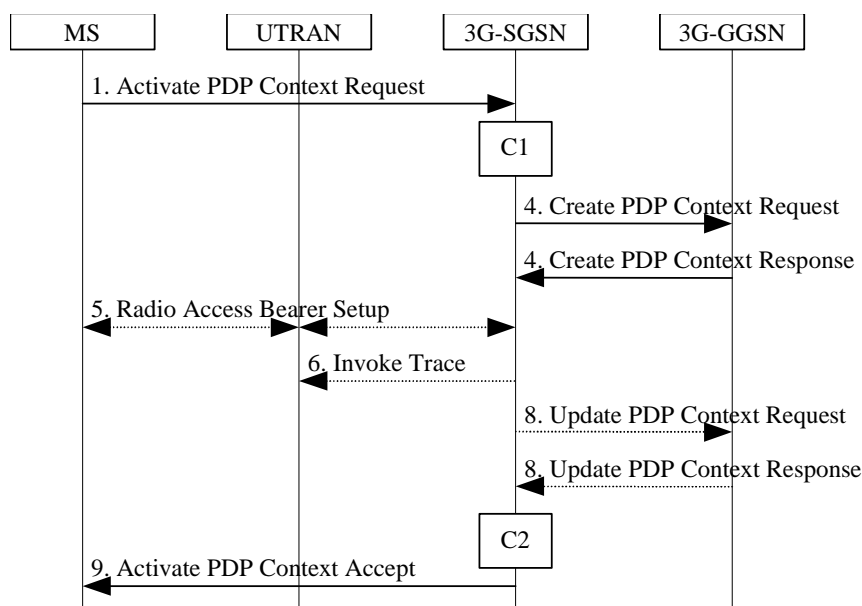 MS
UTRAN
3G-SGSN
3G-GGSN
1. Activate PDP Context Request
C1
4. Create PDP Context Request
4. Create PDP Context Response
5. Radio Access Bearer Setup
6. Invoke Trace
8. Update PDP Context Request
8. Update PDP Context Response
C2
9. Activate PDP Context Accept